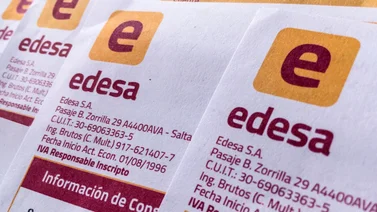 edesa
e
edesa
Edesa S.A.
Pasaje B. Zorrilla 29 A4400AVA - Salta
C.U.I.T.: 30-69063363-5
Ing. Brutos (C. Mult.) 917-621407-7
Fecha Inicio Act. Econ. 01/08/1996
IVA Responsable Inscripto
Información de Con
e
edesa
Edesa S.A.
Pasaje B. Zorrilla 29 A4400AVA
C.U.I.T.: 30-69063363-5
Ing. Brutos (C. Mult.)
Fecha Inicio Act. Econ.
IVA Responsable